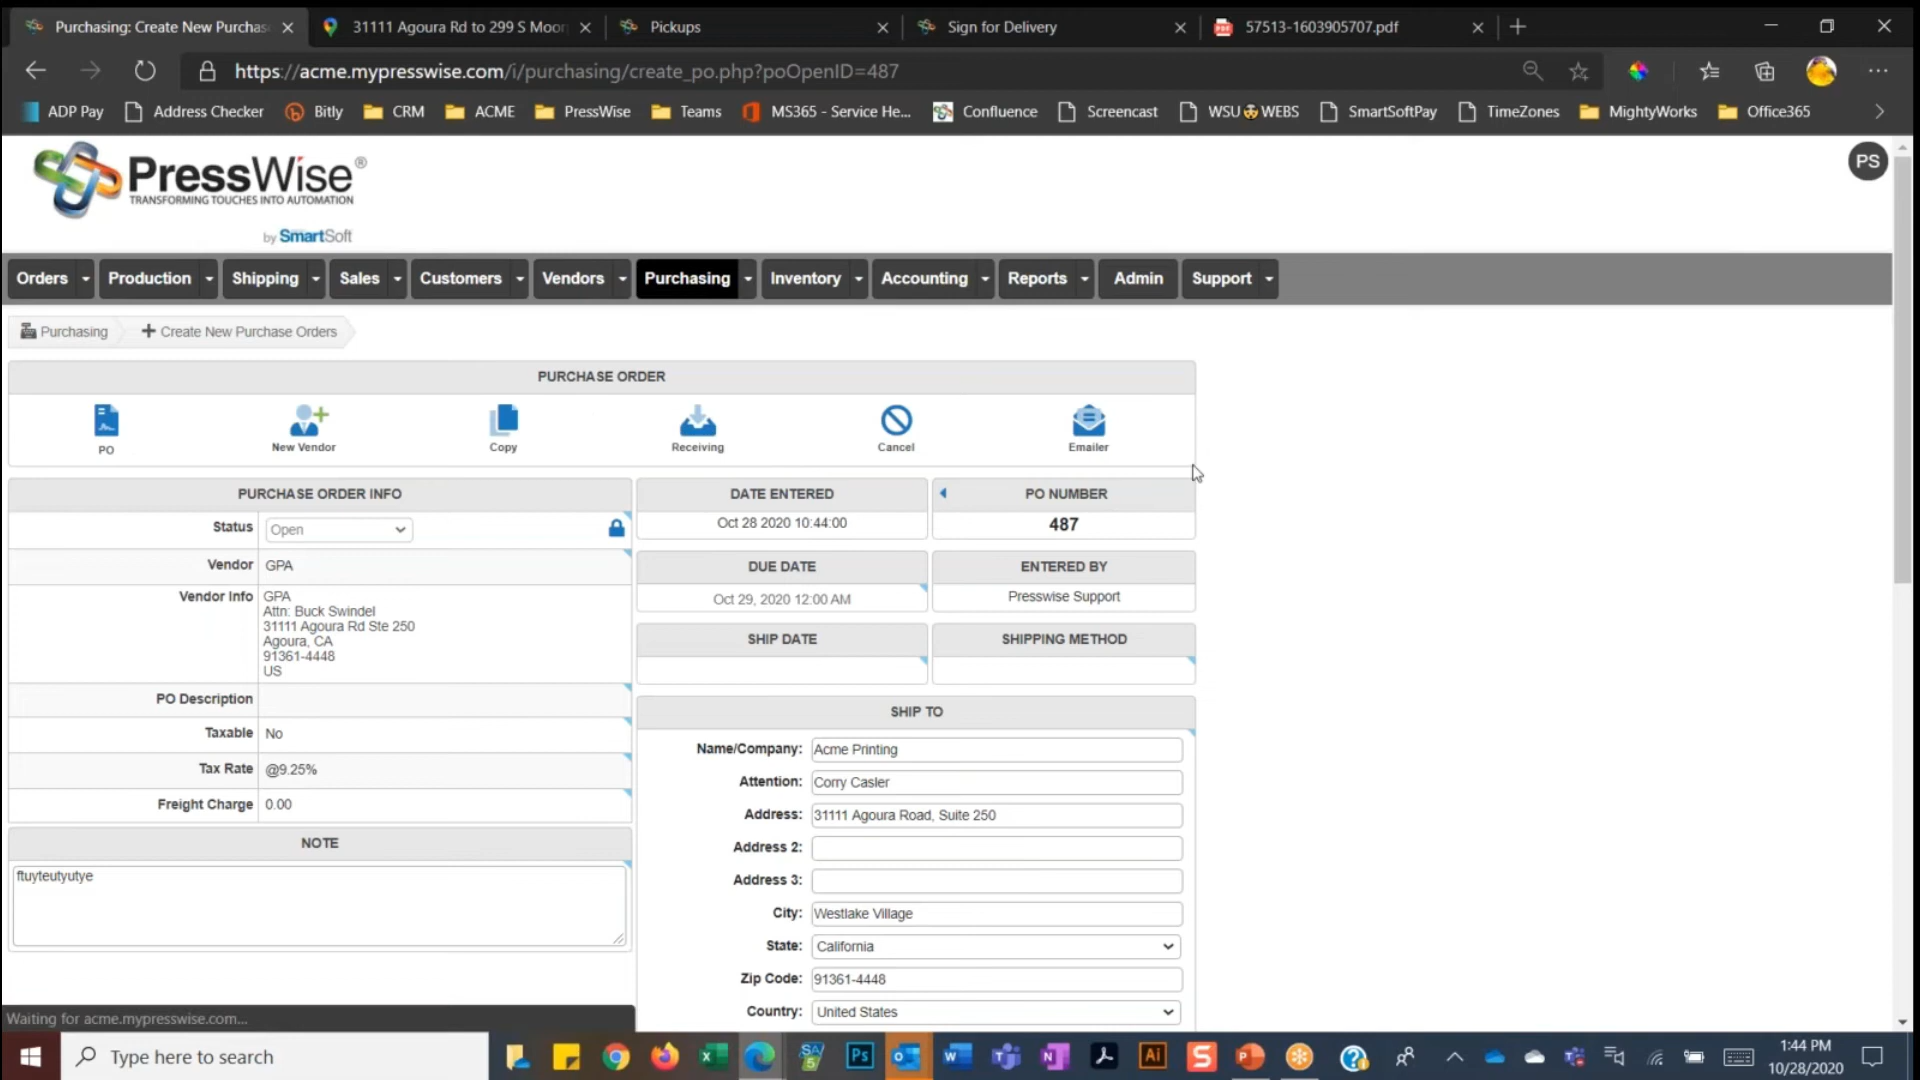 Purchasing: Create New Purchas
31111 Agoura Rd to 299 S Moor
Pickups
Sign for Delivery
57513-1603905707.pdf
https://acme.mypresswise.com/i/purchasing/create_po.php?poOpenID=487
ADP Pay
Address Checker
Bitly
CRM
ACME
PressWise
Teams
MS365 - Service He...
Confluence
Screencast
WSU WEBS
SmartSoftPay
TimeZones
MightyWorks
Office365
PressWise®
TRANSFORMING TOUCHES INTO AUTOMATION
by SmartSoft
PS
Orders
Production
Shipping
Sales
Customers
Vendors
Purchasing
Inventory
Accounting
Reports
Admin
Support
Purchasing
Create New Purchase Orders
PURCHASE ORDER
PO
New Vendor
Copy
Receiving
Cancel
Emailer
PURCHASE ORDER INFO
Status Open
Vendor GPA
Vendor Info GPA
Attn: Buck Swindel
31111 Agoura Rd Ste 250
Agoura, CA
91361-4448
US
PO Description
Taxable No
Tax Rate @9.25%
Freight Charge 0.00
NOTE
ftuyteutyutye
DATE ENTERED
Oct 28 2020 10:44:00
PO NUMBER
487
DUE DATE
Oct 29, 2020 12:00 AM
ENTERED BY
Presswise Support
SHIP DATE
SHIPPING METHOD
SHIP TO
Name/Company: Acme Printing
Attention: Corry Casler
Address: 31111 Agoura Road, Suite 250
Address 2:
Address 3:
City: Westlake Village
State: California
Zip Code: 91361-4448
Country: United States
Waiting for acme.mypresswise.com...
Type here to search
1:44 PM
10/28/2020